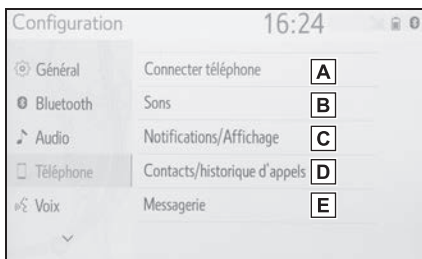 Configuration 16:24
Général Connecter téléphone A
Bluetooth Sons B
Audio Notifications/Affichage C
Téléphone Contacts/historique d'appels D
Voix Messagerie E